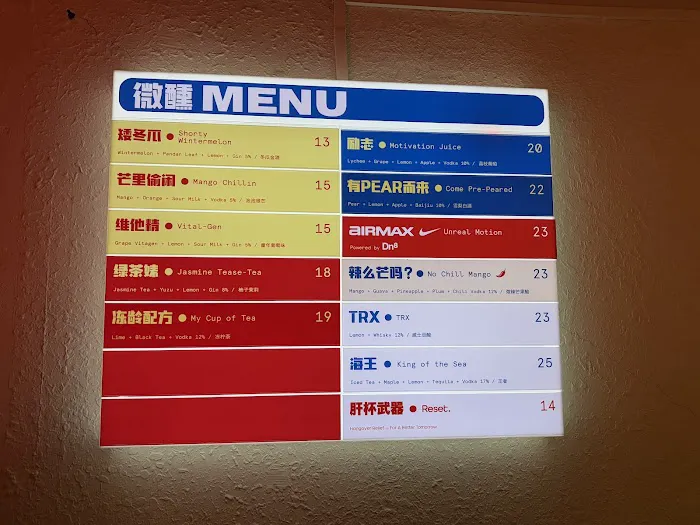 微醺 MENU
矮冬瓜 ● Shorty Wintermelon 13
Wintermelon + Pandan Leaf + Lemon + Gin 5% /
芒里偷闲 ● Mango Chillin 15
Mango + Orange + Sour Milk + Vodka 5% /
维他精 ● Vital-Gen 15
Grape Vitagen + Lemon + Sour Milk + Gin 5% /
绿茶婊 ● Jasmine Tease-Tea 18
Jasmine Tea + Yuzu + Lemon + Gin 8% /
冻龄配方 ● My Cup of Tea 19
Lime + Black Tea + Vodka 12% / 冻柠茶
励志 ● Motivation Juice 20
Lychee + Grape + Lemon + Apple + Vodka 10% /
有PEAR而来 ● Come Pre-Peared 22
Pear + Lemon + Apple + Baijiu 10% /
AIRMAX Unreal Motion 23
Powered by Dn8
辣么芒吗? ● No Chill Mango 23
Mango + Guava + Pineapple + Plum + Chili Vodka 12% /
TRX ● TRX 23
Lemon + Whisky 12% /
海王 ● King of the Sea 25
Iced Tea + Maple + Lemon + Tequila + Vodka 17% /
肝杯武器 ● Reset. 14